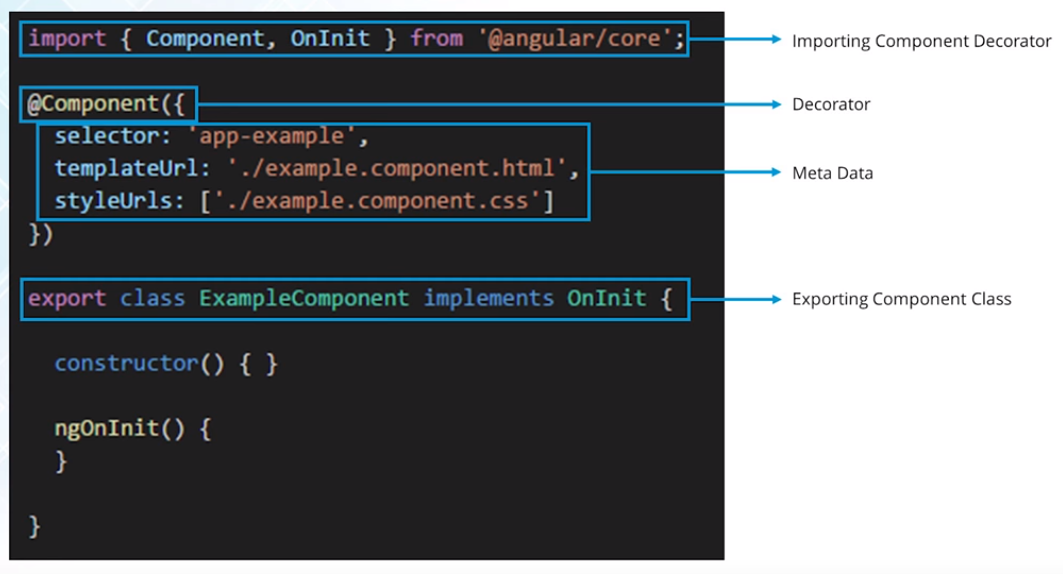 import { Component, OnInit } from '@angular/core';
Importing Component Decorator
@Component({
Decorator
selector: 'app-example',
templateUrl: './example.component.html',
Meta Data
styleUrls: ['./example.component.css']
})
export class ExampleComponent implements OnInit {
Exporting Component Class
constructor() { }
ngOnInit() {
}
}